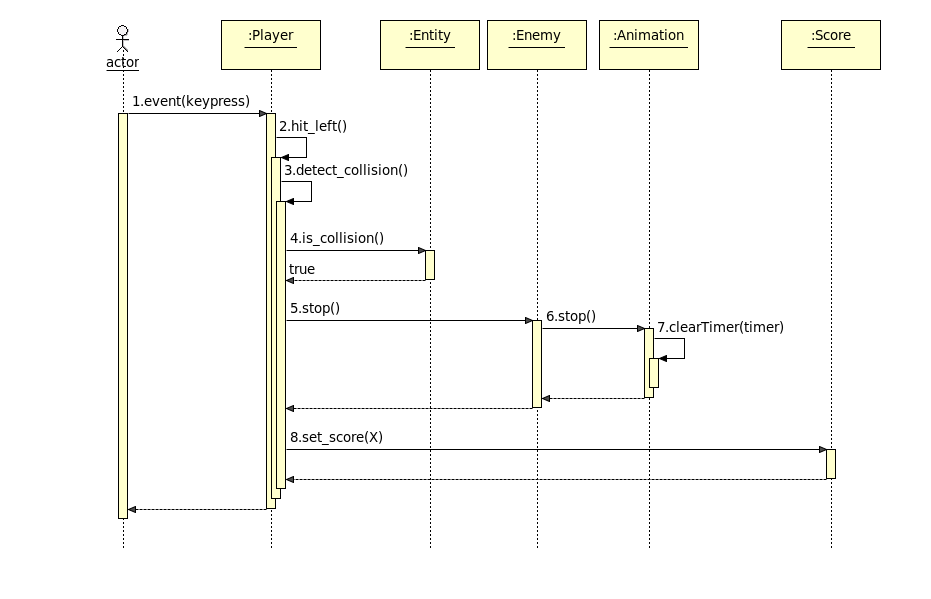 actor
:Player
:Entity
:Enemy
:Animation
:Score
1.event(keypress)
2.hit_left()
3.detect_collision()
4.is_collision()
true
5.stop()
6.stop()
7.clearTimer(timer)
8.set_score(X)